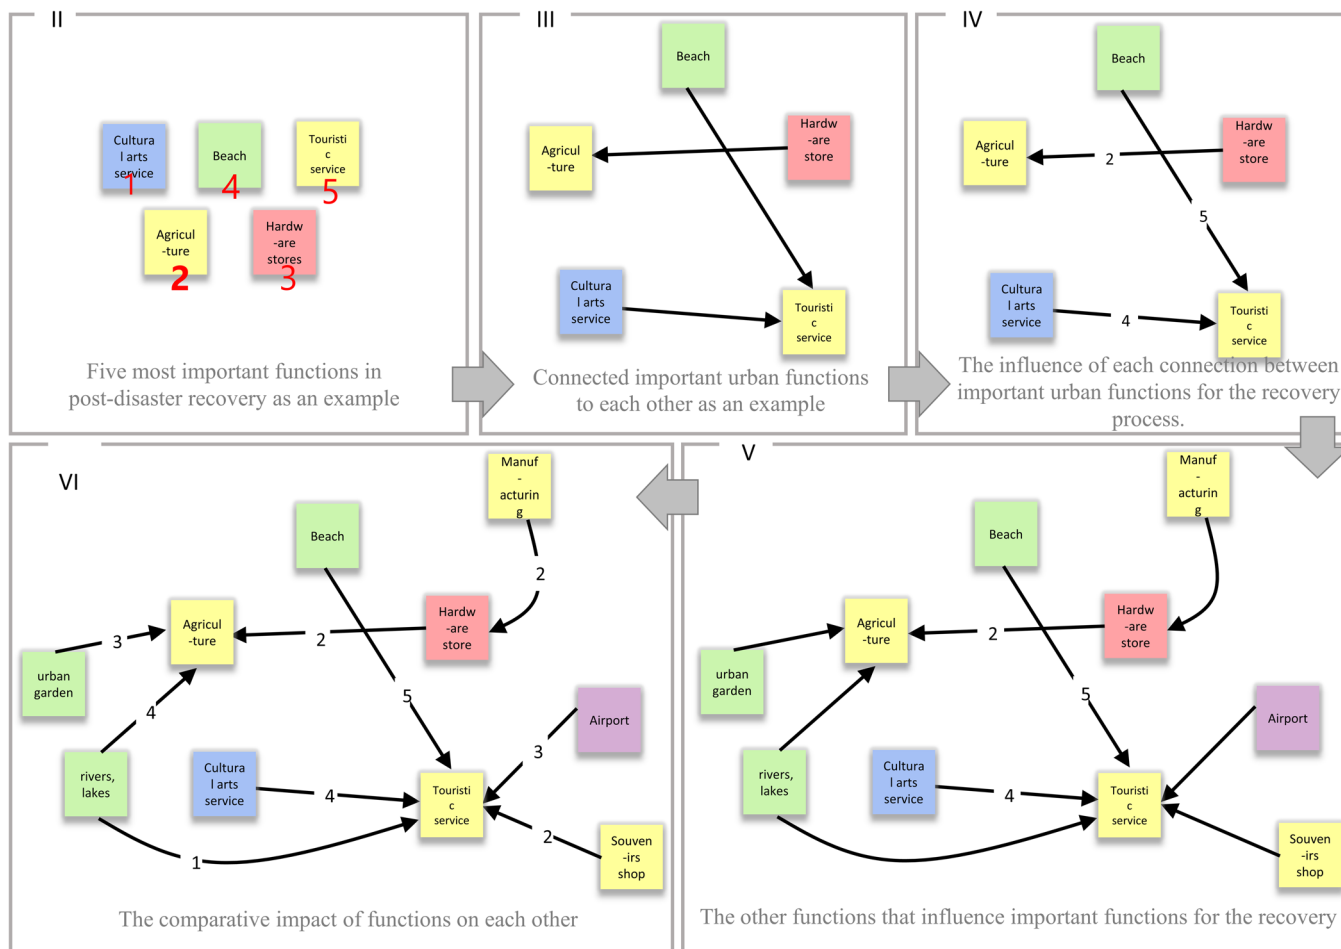 II
Cultura
l arts
service
1
Beach
4
Touristi
c
service
5
Agricul
-ture
2
Hardw
-are
stores
3
Five most important functions in
post-disaster recovery as an example
III
Beach
Agricul
-ture
Hardw
-are
store
Cultura
l arts
service
Touristi
c
service
Connected important urban functions
to each other as an example
IV
Beach
Agricul
-ture
2
Hardw
-are
store
5
Cultura
l arts
service
4
Touristi
c
service
The influence of each connection between
important urban functions for the recovery
process.
VI
Manuf
-
acturin
g
Beach
2
Agricul
-ture
Hardw
-are
store
3
2
urban
garden
4
5
Airport
3
rivers,
lakes
Cultura
l arts
service
4
Touristi
c
service
2
1
Souven
-irs
shop
The comparative impact of functions on each other
V
Manuf
-
acturin
g
Beach
Agricul
-ture
Hardw
-are
store
2
urban
garden
5
Airport
rivers,
lakes
Cultura
l arts
service
4
Touristi
c
service
Souven
-irs
shop
The other functions that influence important functions for the recovery